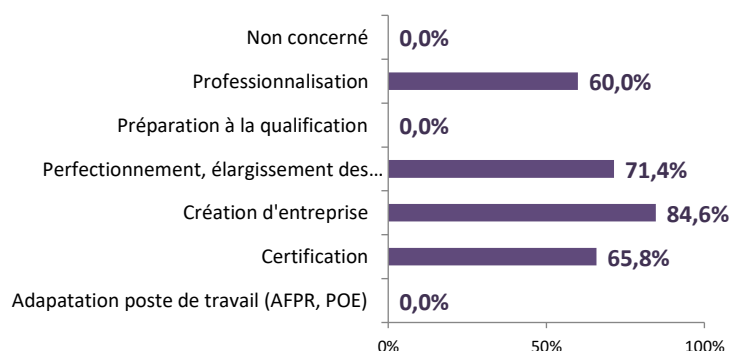 Non concerné 0,0%
Professionnalisation 60,0%
Préparation à la qualification 0,0%
Perfectionnement, élargissement des... 71,4%
Création d'entreprise 84,6%
Certification 65,8%
Adapatation poste de travail (AFPR, POE) 0,0%
0% 50% 100%